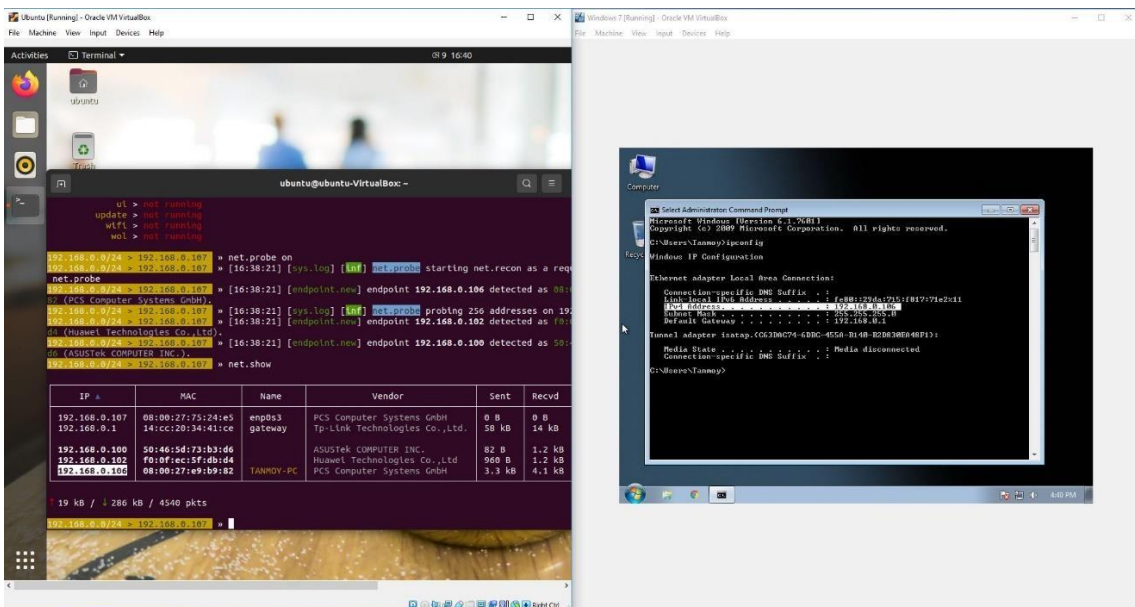 Ubuntu [Running] - Oracle VM VirtualBox
File Machine View Input Devices Help
Activities
Terminal
9 16:40
ubuntu
Trash
ubuntu@ubuntu-VirtualBox: ~
ui > not running
update > not running
wifi > not running
wol > not running
192.168.0.0/24 > 192.168.0.107 » net.probe on
192.168.0.0/24 > 192.168.0.107 » [16:38:21] [sys.log] [inf] net.probe starting net.recon as a requ
net.probe
192.168.0.0/24 > 192.168.0.107 » [16:38:21] [endpoint.new] endpoint 192.168.0.106 detected as 08:
82 (PCS Computer Systems GmbH).
192.168.0.0/24 > 192.168.0.107 » [16:38:21] [sys.log] [inf] net.probe probing 256 addresses on 192
192.168.0.0/24 > 192.168.0.107 » [16:38:21] [endpoint.new] endpoint 192.168.0.102 detected as f0:
d4 (Huawei Technologies Co.,Ltd).
192.168.0.0/24 > 192.168.0.107 » [16:38:21] [endpoint.new] endpoint 192.168.0.100 detected as 50:
d6 (ASUSTek COMPUTER INC.).
192.168.0.0/24 > 192.168.0.107 » net.show
IP MAC Name Vendor Sent Recvd
192.168.0.107 08:00:27:75:24:e5 enp0s3 PCS Computer Systems GmbH 0 B 0 B
192.168.0.1 14:cc:20:34:41:ce gateway Tp-Link Technologies Co.,Ltd. 58 kB 14 kB
192.168.0.100 50:46:5d:73:b3:d6 ASUSTek COMPUTER INC. 82 B 1.2 kB
192.168.0.102 f0:0f:ec:5f:db:d4 Huawei Technologies Co.,Ltd 960 B 1.2 kB
192.168.0.106 08:00:27:e9:b9:82 TANMOY-PC PCS Computer Systems GmbH 3.3 kB 4.1 kB
↑ 19 kB / ↓ 286 kB / 4540 pkts
192.168.0.0/24 > 192.168.0.107 »
Right Ctrl
Windows 7 [Running] - Oracle VM VirtualBox
File Machine View Input Devices Help
Computer
Recyc
Select Administrator: Command Prompt
Microsoft Windows [Version 6.1.7601]
Copyright (c) 2009 Microsoft Corporation. All rights reserved.
C:\Users\Tanmoy>ipconfig
Windows IP Configuration
Ethernet adapter Local Area Connection:
Connection-specific DNS Suffix . :
Link-local IPv6 Address . . . . . : fe80::29da:715:f817:71e2%11
IPv4 Address. . . . . . . . . . . : 192.168.0.106
Subnet Mask . . . . . . . . . . . : 255.255.255.0
Default Gateway . . . . . . . . . : 192.168.0.1
Tunnel adapter isatap.
Media State . . . . . . . . . . . : Media disconnected
Connection-specific DNS Suffix . :
C:\Users\Tanmoy>
4:40 PM